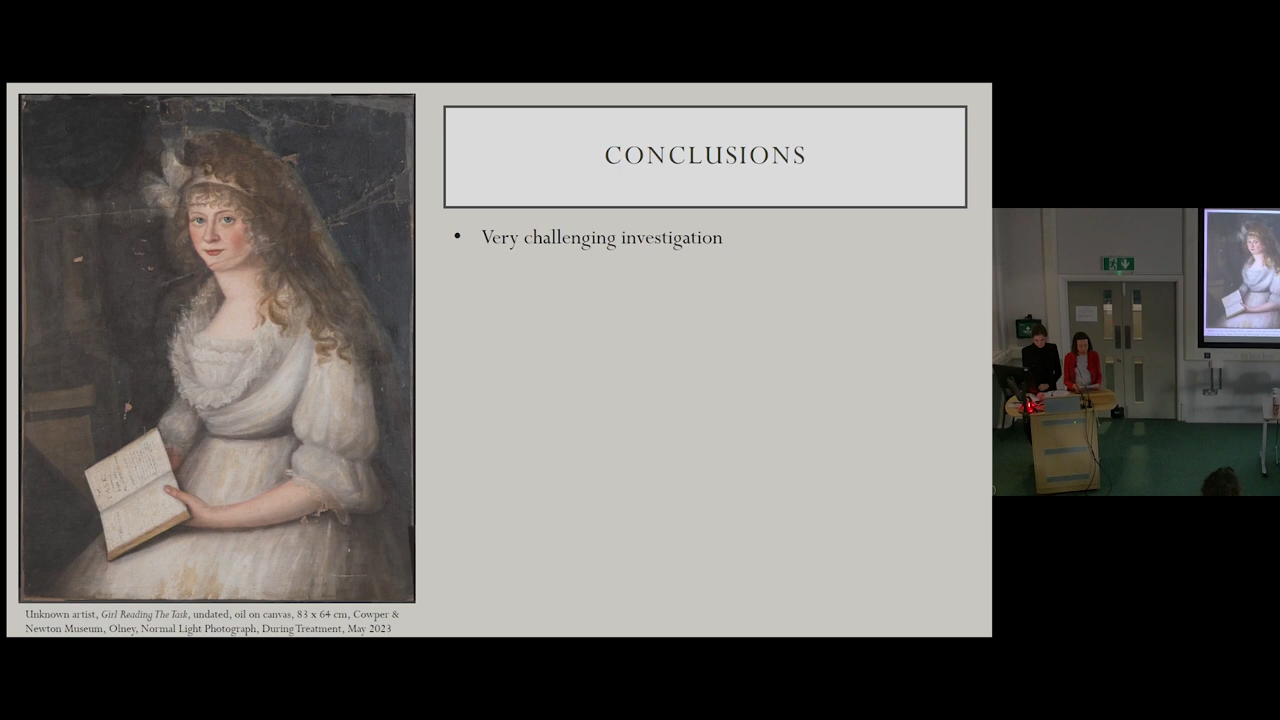 CONCLUSIONS
• Very challenging investigation
Unknown artist, Girl Reading The Task, undated, oil on canvas, 83 x 64 cm, Cowper &
Newton Museum, Olney, Normal Light Photograph, During Treatment, May 2023